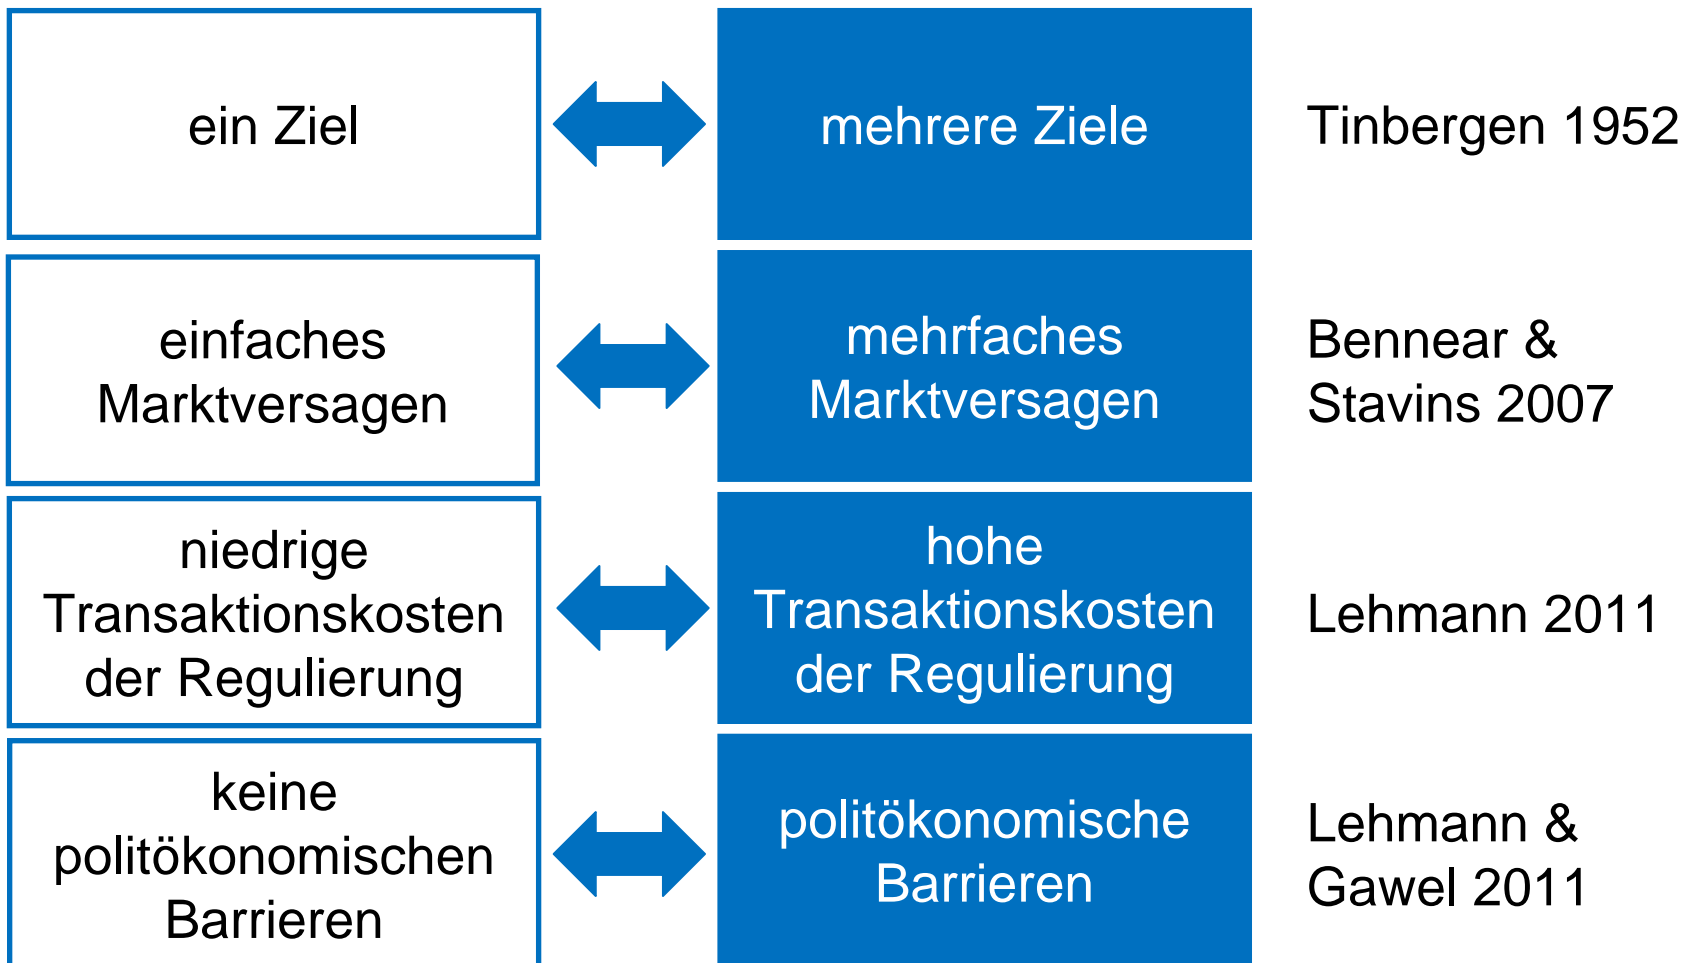 ein Ziel
mehrere Ziele
Tinbergen 1952
einfaches
Marktversagen
mehrfaches
Marktversagen
Bennear &
Stavins 2007
niedrige
Transaktionskosten
der Regulierung
hohe
Transaktionskosten
der Regulierung
Lehmann 2011
keine
politökonomischen
Barrieren
politökonomische
Barrieren
Lehmann &
Gawel 2011